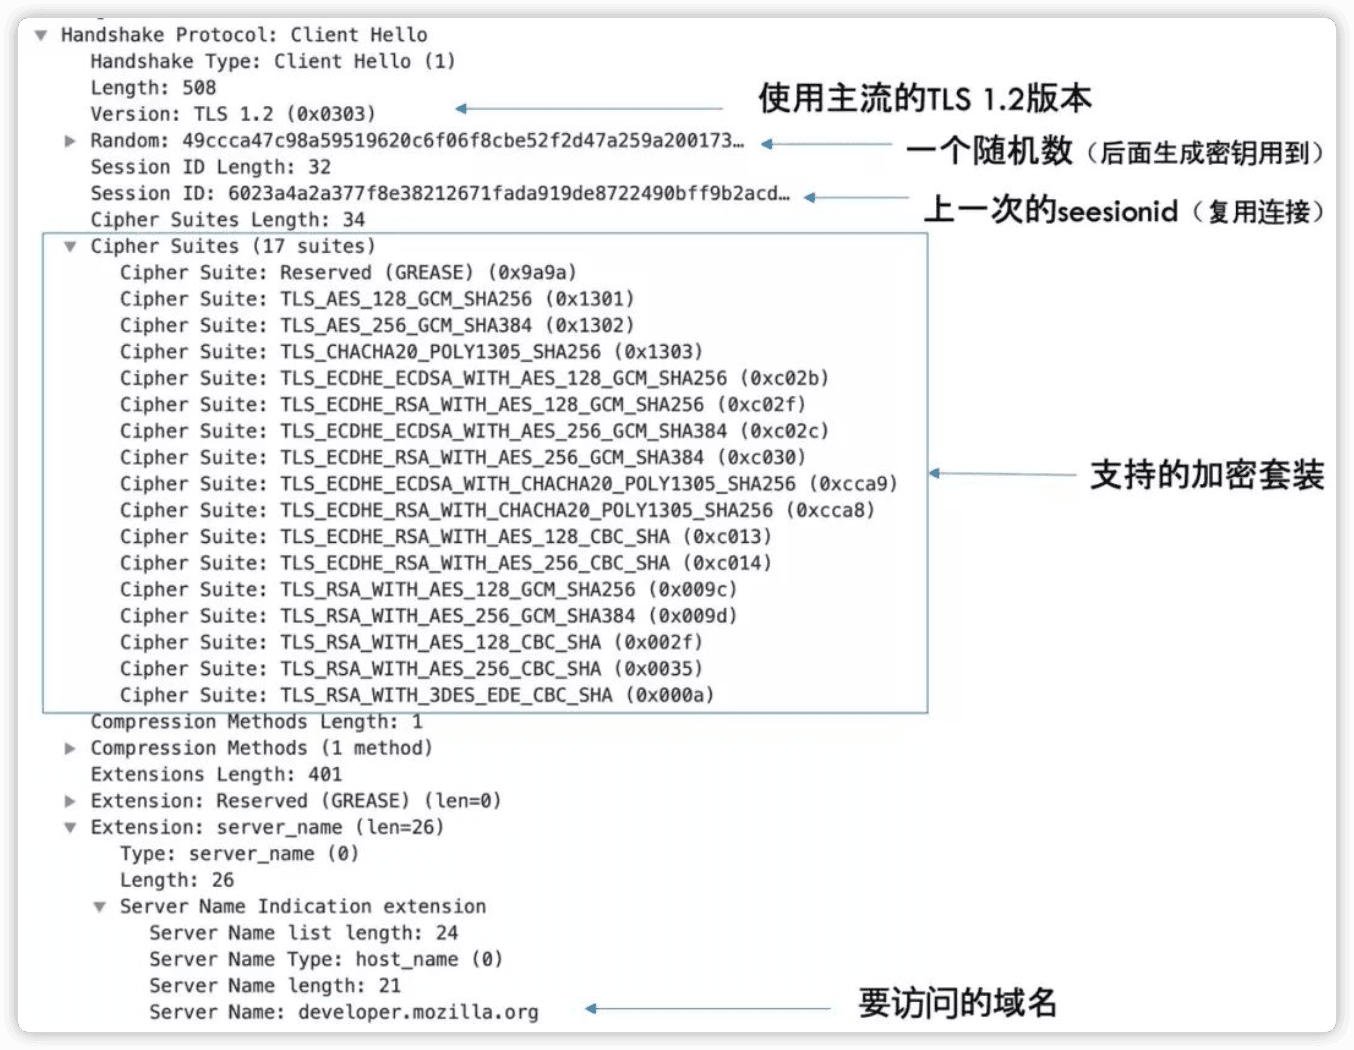 Handshake Protocol: Client Hello
Handshake Type: Client Hello (1)
Length: 508
Version: TLS 1.2 (0x0303)
使用主流的TLS 1.2版本
Random: 49ccca47c98a59519620c6f06f8cbe52f2d47a259a200173…
一个随机数（后面生成密钥用到）
Session ID Length: 32
Session ID: 6023a4a2a377f8e38212671fada919de8722490bff9b2acd…
上一次的seesionid（复用连接）
Cipher Suites Length: 34
Cipher Suites (17 suites)
Cipher Suite: Reserved (GREASE) (0x9a9a)
Cipher Suite: TLS_AES_128_GCM_SHA256 (0x1301)
Cipher Suite: TLS_AES_256_GCM_SHA384 (0x1302)
Cipher Suite: TLS_CHACHA20_POLY1305_SHA256 (0x1303)
Cipher Suite: TLS_ECDHE_ECDSA_WITH_AES_128_GCM_SHA256 (0xc02b)
Cipher Suite: TLS_ECDHE_RSA_WITH_AES_128_GCM_SHA256 (0xc02f)
Cipher Suite: TLS_ECDHE_ECDSA_WITH_AES_256_GCM_SHA384 (0xc02c)
Cipher Suite: TLS_ECDHE_RSA_WITH_AES_256_GCM_SHA384 (0xc030)
Cipher Suite: TLS_ECDHE_ECDSA_WITH_CHACHA20_POLY1305_SHA256 (0xcca9)
支持的加密套装
Cipher Suite: TLS_ECDHE_RSA_WITH_CHACHA20_POLY1305_SHA256 (0xcca8)
Cipher Suite: TLS_ECDHE_RSA_WITH_AES_128_CBC_SHA (0xc013)
Cipher Suite: TLS_ECDHE_RSA_WITH_AES_256_CBC_SHA (0xc014)
Cipher Suite: TLS_RSA_WITH_AES_128_GCM_SHA256 (0x009c)
Cipher Suite: TLS_RSA_WITH_AES_256_GCM_SHA384 (0x009d)
Cipher Suite: TLS_RSA_WITH_AES_128_CBC_SHA (0x002f)
Cipher Suite: TLS_RSA_WITH_AES_256_CBC_SHA (0x0035)
Cipher Suite: TLS_RSA_WITH_3DES_EDE_CBC_SHA (0x000a)
Compression Methods Length: 1
Compression Methods (1 method)
Extensions Length: 401
Extension: Reserved (GREASE) (len=0)
Extension: server_name (len=26)
Type: server_name (0)
Length: 26
Server Name Indication extension
Server Name list length: 24
Server Name Type: host_name (0)
Server Name length: 21
Server Name: developer.mozilla.org
要访问的域名